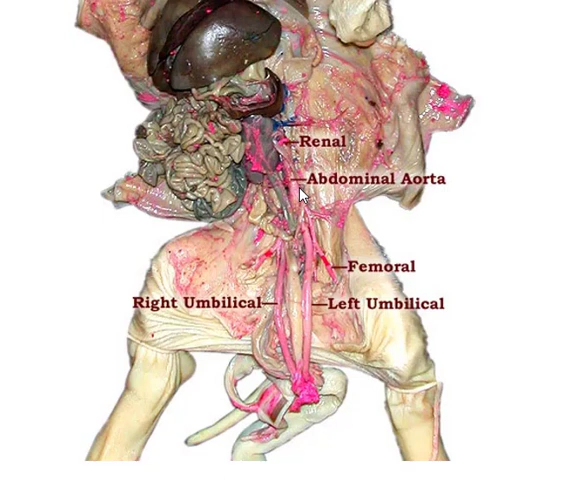 Renal
Abdominal Aorta
Femoral
Right Umbilical
Left Umbilical